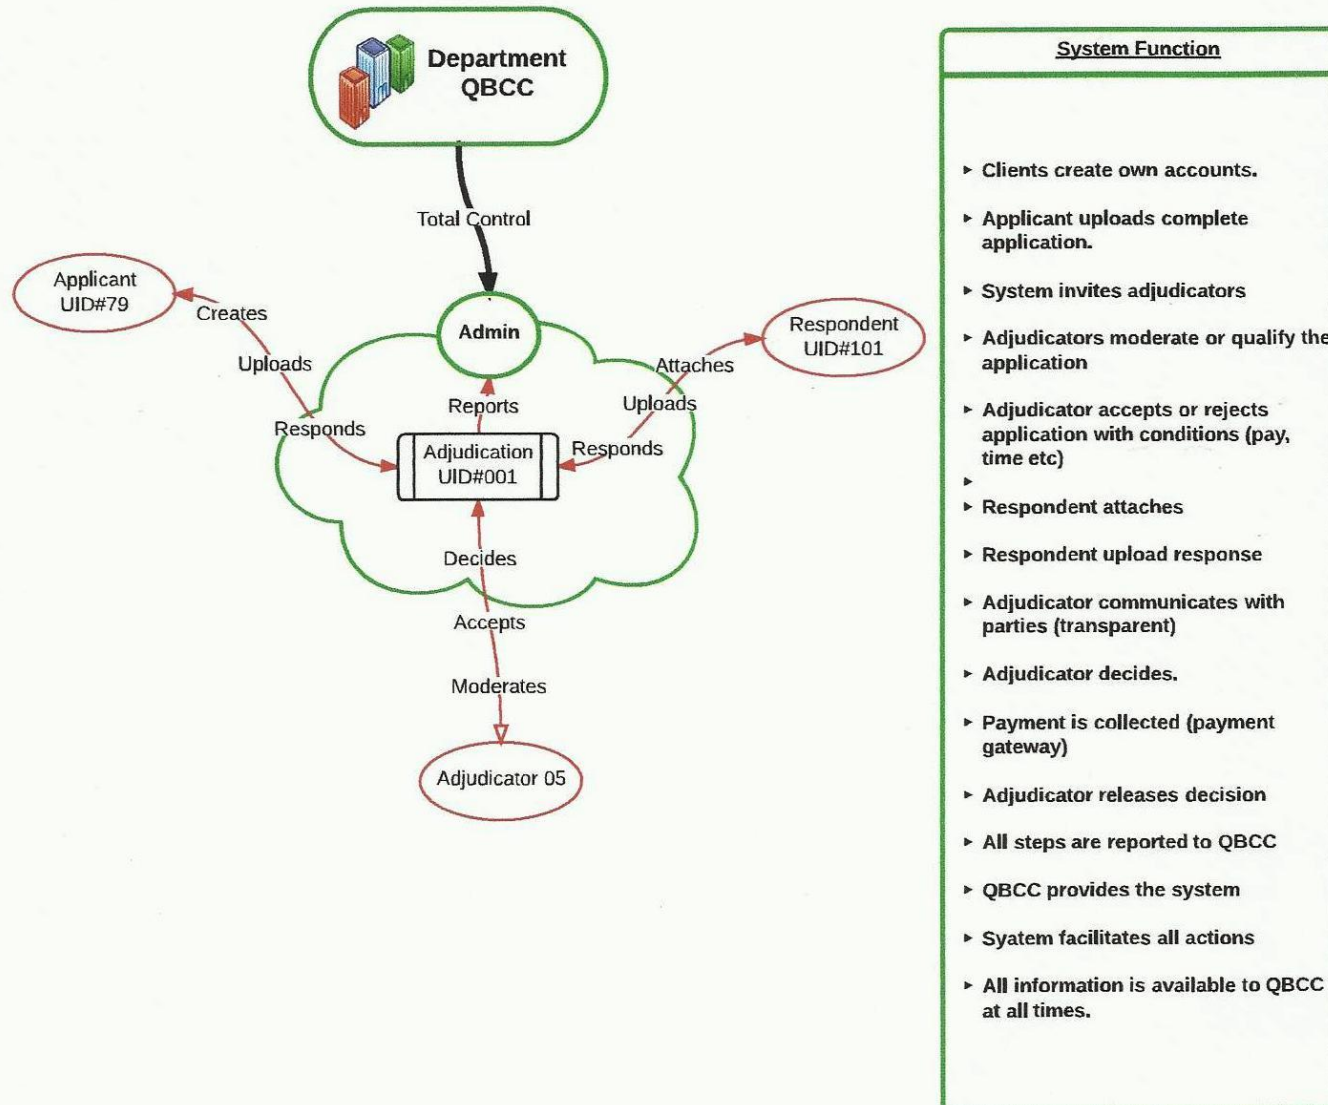 Department
QBCC
Total Control
Applicant
UID#79
Creates
Uploads
Responds
Admin
Reports
Adjudication
UID#001
Respondent
UID#101
Attaches
Uploads
Responds
Decides
Accepts
Moderates
Adjudicator 05
System Function
▸ Clients create own accounts.
▸ Applicant uploads complete
application.
▸ System invites adjudicators
▸ Adjudicators moderate or qualify the
application
▸ Adjudicator accepts or rejects
application with conditions (pay,
time etc)
▸
▸ Respondent attaches
▸ Respondent upload response
▸ Adjudicator communicates with
parties (transparent)
▸ Adjudicator decides.
▸ Payment is collected (payment
gateway)
▸ Adjudicator releases decision
▸ All steps are reported to QBCC
▸ QBCC provides the system
▸ Syatem facilitates all actions
▸ All information is available to QBCC
at all times.